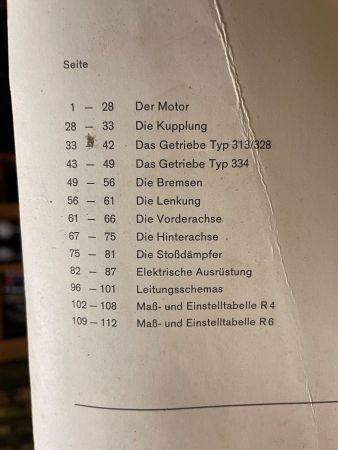 Seite
1 — 28 Der Motor
28 — 33 Die Kupplung
33 — 42 Das Getriebe Typ 313/328
43 — 49 Das Getriebe Typ 334
49 — 56 Die Bremsen
56 — 61 Die Lenkung
61 — 66 Die Vorderachse
67 — 75 Die Hinterachse
75 — 81 Die Stoßdämpfer
82 — 87 Elektrische Ausrüstung
96 — 101 Leitungsschemas
102 — 108 Maß- und Einstelltabelle R 4
109 — 112 Maß- und Einstelltabelle R 6